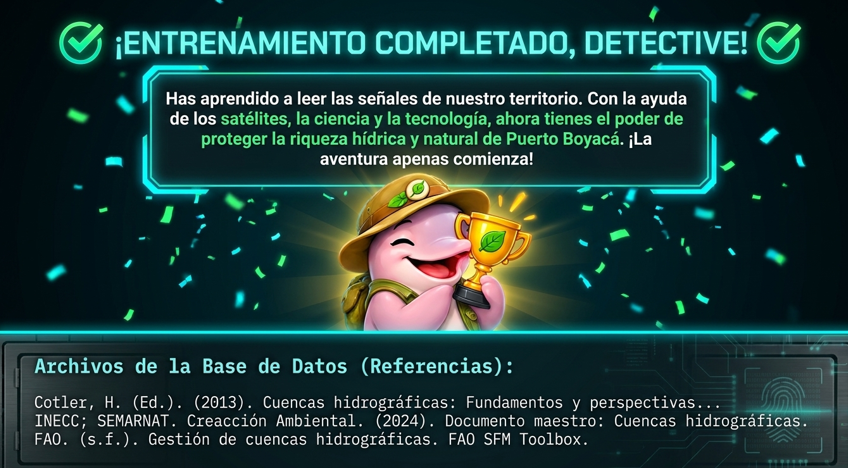 ¡ENTRENAMIENTO COMPLETADO, DETECTIVE!
Has aprendido a leer las señales de nuestro territorio. Con la ayuda
de los satélites, la ciencia y la tecnología, ahora tienes el poder de
proteger la riqueza hídrica y natural de Puerto Boyacá. ¡La
aventura apenas comienza!
Archivos de la Base de Datos (Referencias):
Cotler, H. (Ed.). (2013). Cuencas hidrográficas: Fundamentos y perspectivas...
INECC; SEMARNAT. Creacción Ambiental. (2024). Documento maestro: Cuencas hidrográficas.
FAO. (s.f.). Gestión de cuencas hidrográficas. FAO SFM Toolbox.